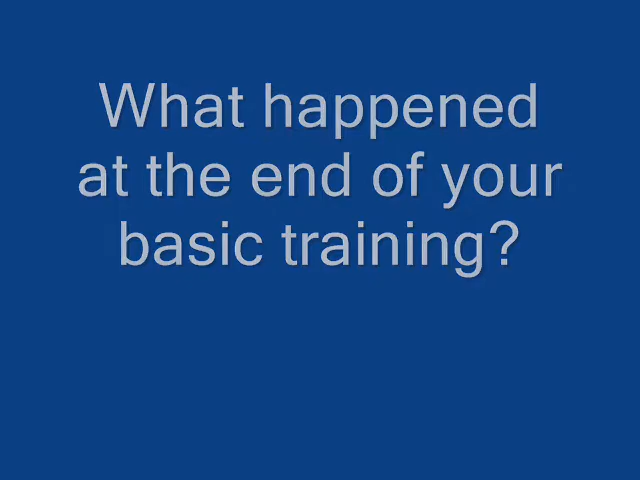 What happened
at the end of your
basic training?